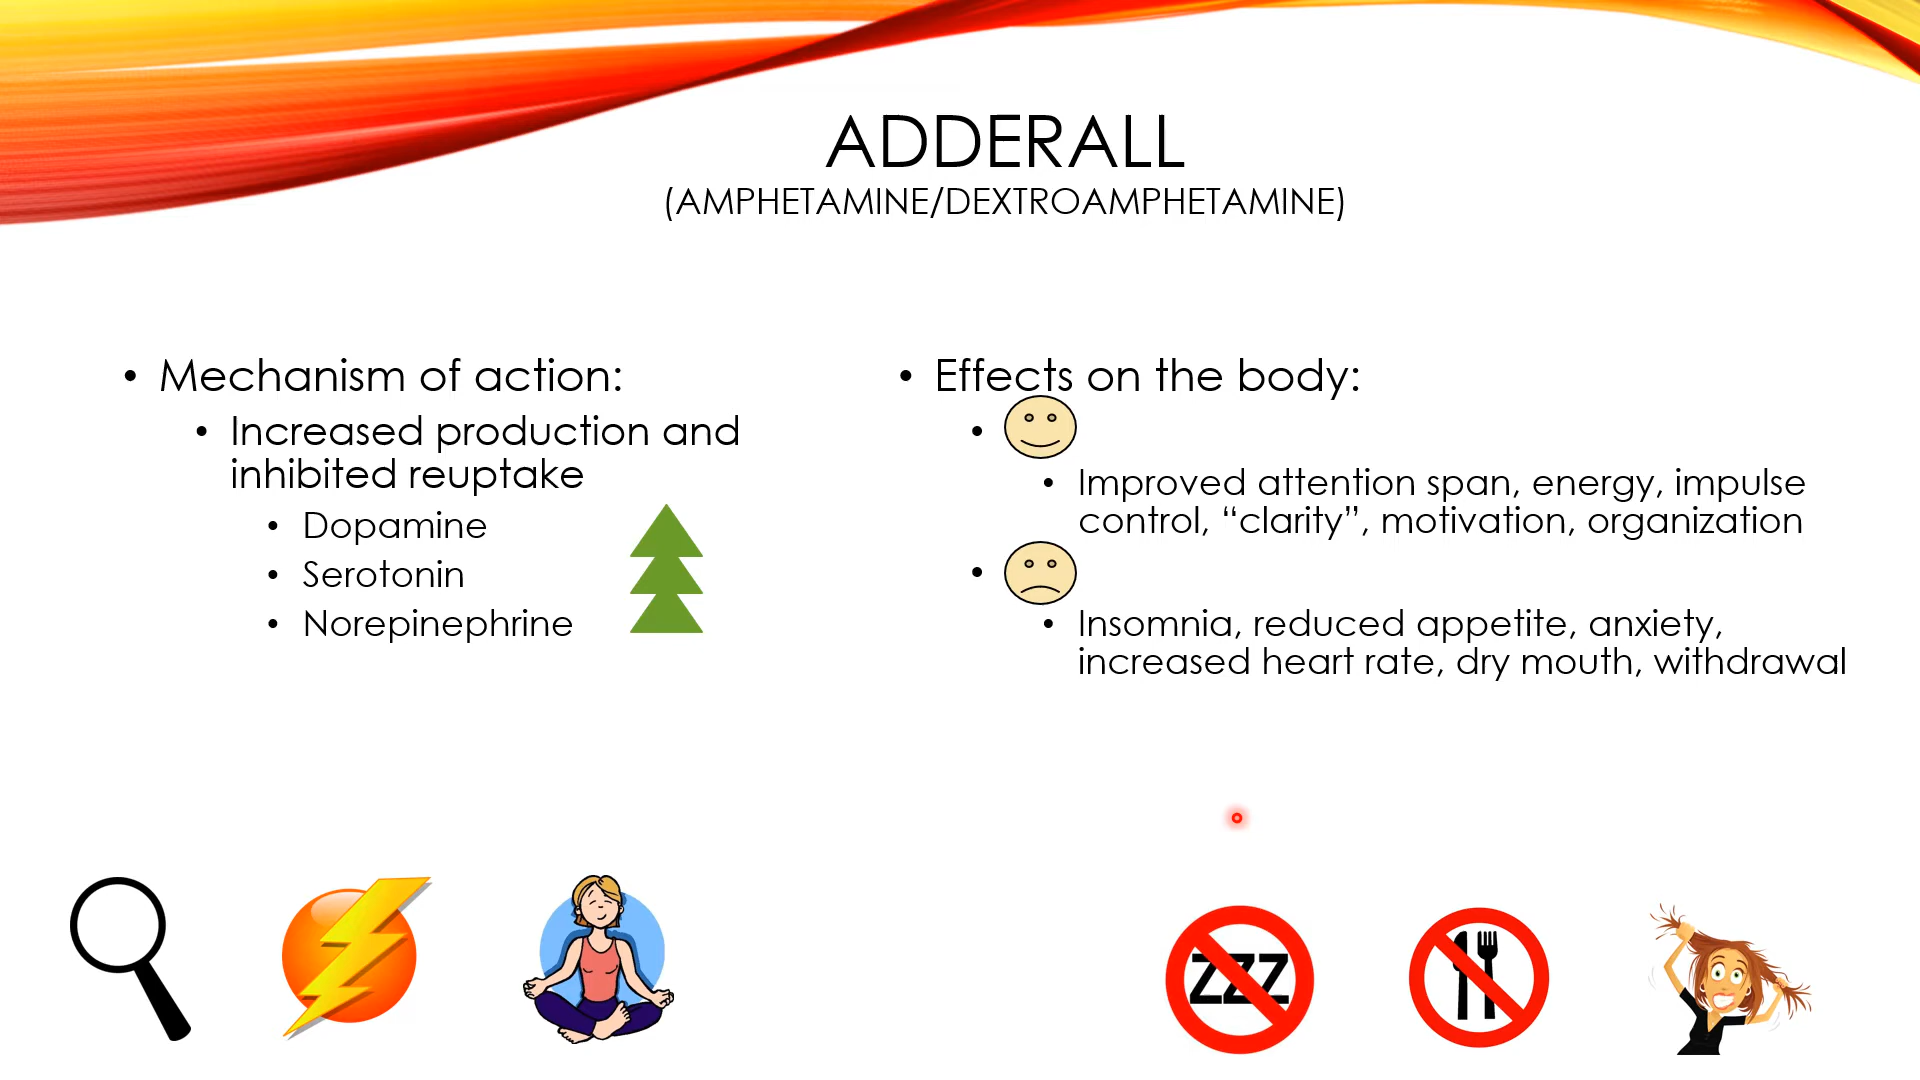 ADDERALL
(AMPHETAMINE/DEXTROAMPHETAMINE)
• Mechanism of action:
• Increased production and
inhibited reuptake
• Dopamine
• Serotonin
• Norepinephrine
• Effects on the body:
•
• Improved attention span, energy, impulse
control, “clarity”, motivation, organization
•
• Insomnia, reduced appetite, anxiety,
increased heart rate, dry mouth, withdrawal
ZZZ